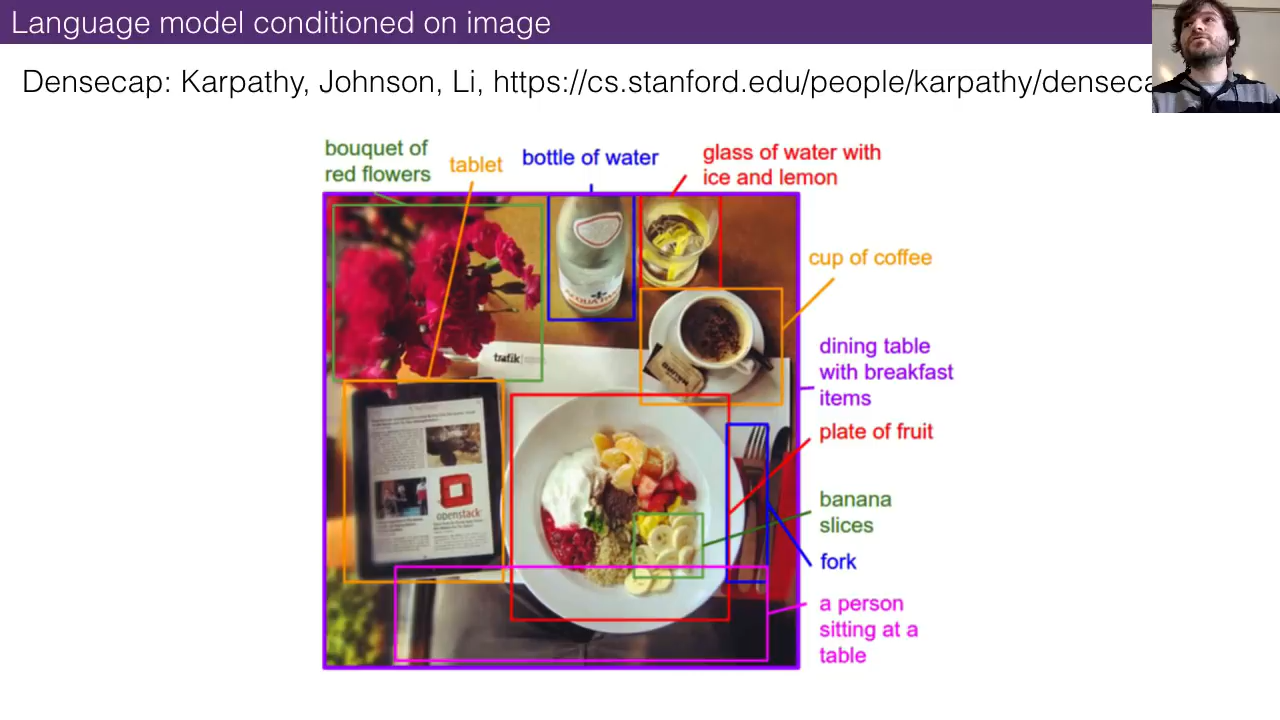 Language model conditioned on image
Densecap: Karpathy, Johnson, Li, https://cs.stanford.edu/people/karpathy/denseca
bouquet of
red flowers
tablet
bottle of water
glass of water with
ice and lemon
cup of coffee
dining table
with breakfast
items
plate of fruit
banana
slices
fork
a person
sitting at a
table
trafik
openstack